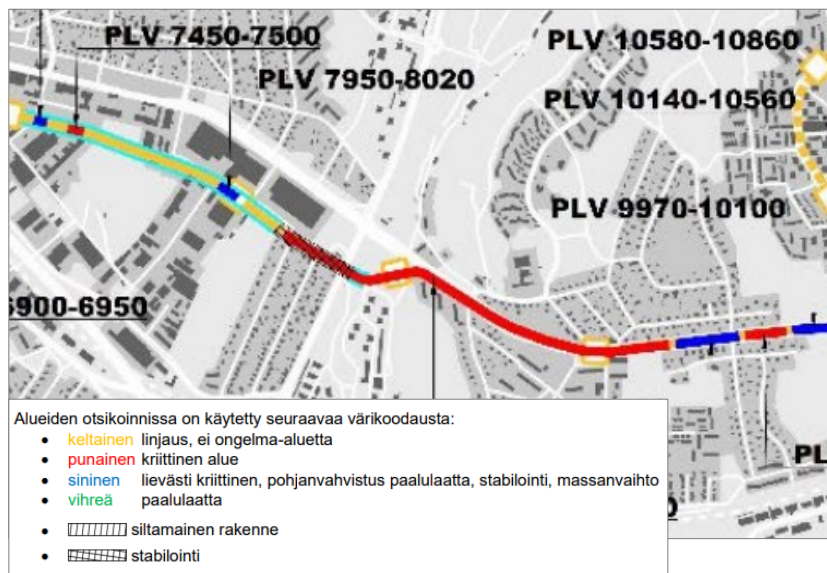 PLV 7450-7500
PLV 10580-10860
PLV 7950-8020
PLV 10140-10560
PLV 9970-10100
6900-6950
PL
Alueiden otsikoinnissa on käytetty seuraavaa värikoodausta:
• keltainen linjaus, ei ongelma-aluetta
• punainen kriittinen alue
• sininen lievästi kriittinen, pohjanvahvistus paalulaatta, stabilointi, massanvaihto
• vihreä paalulaatta
• siltamainen rakenne
• stabilointi